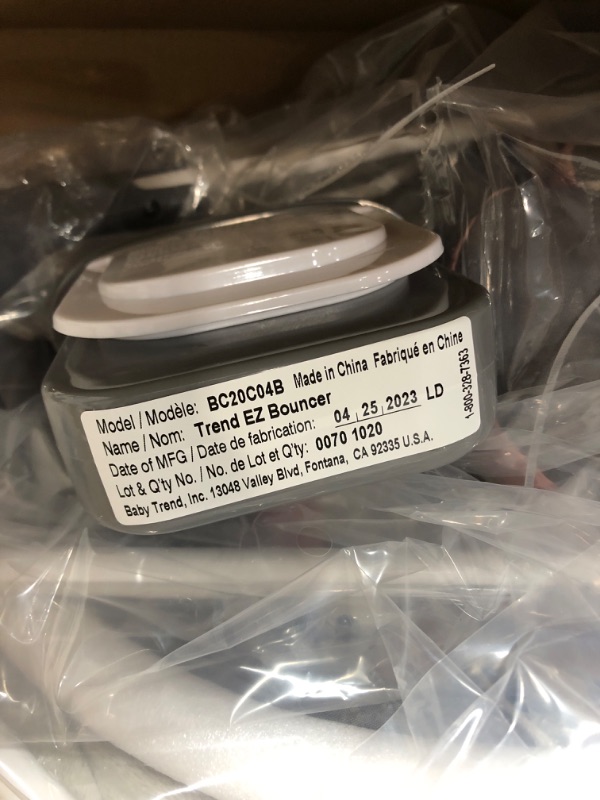 Model / Modèle: BC20C04B Made in China Fabriqué en Chine
Name / Nom: Trend EZ Bouncer
Date of MFG / Date de fabrication: 04 , 25 , 2023 LD
Lot & Q'ty No. / No. de Lot et Q'ty: 0070 1020
Baby Trend, Inc. 13048 Valley Blvd, Fontana, CA 92335 U.S.A.
1-800-328-7363